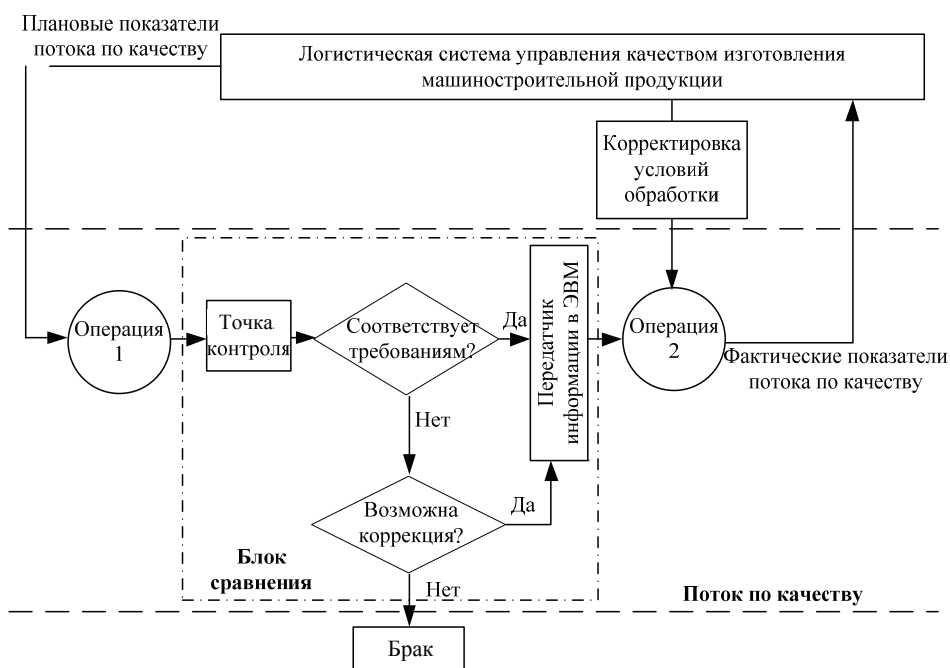 Плановые показатели
потока по качеству
Логистическая система управления качеством изготовления
машиностроительной продукции
Корректировка
условий
обработки
Операция
1
Точка
контроля
Соответствует
требованиям?
Да
Передатчик
информации в ЭВМ
Операция
2
Фактические показатели
потока по качеству
Нет
Возможна
коррекция?
Да
Блок
сравнения
Нет
Поток по качеству
Брак